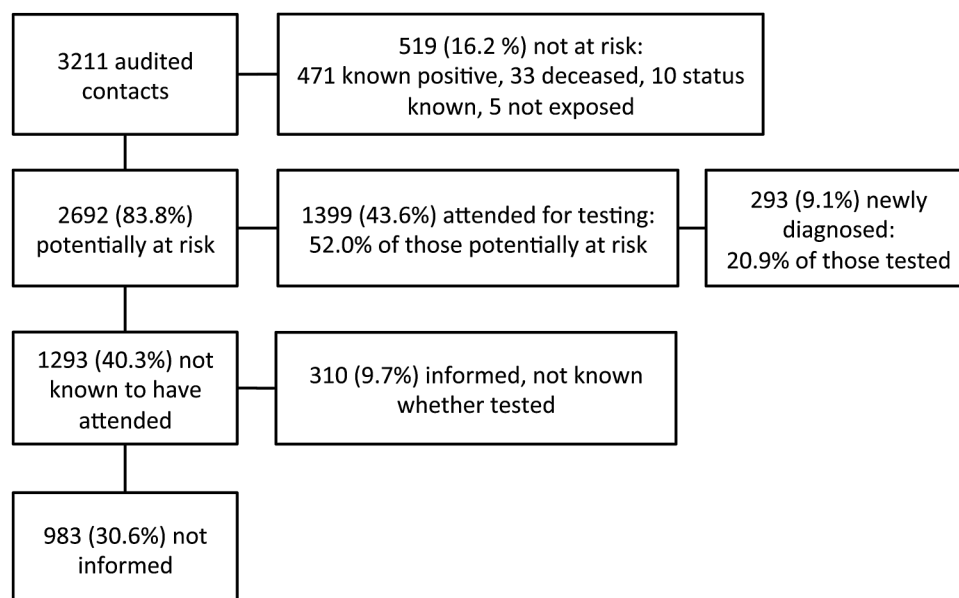 3211 audited
contacts
519 (16.2 %) not at risk:
471 known positive, 33 deceased, 10 status
known, 5 not exposed
2692 (83.8%)
potentially at risk
1399 (43.6%) attended for testing:
52.0% of those potentially at risk
293 (9.1%) newly
diagnosed:
20.9% of those tested
1293 (40.3%) not
known to have
attended
310 (9.7%) informed, not known
whether tested
983 (30.6%) not
informed